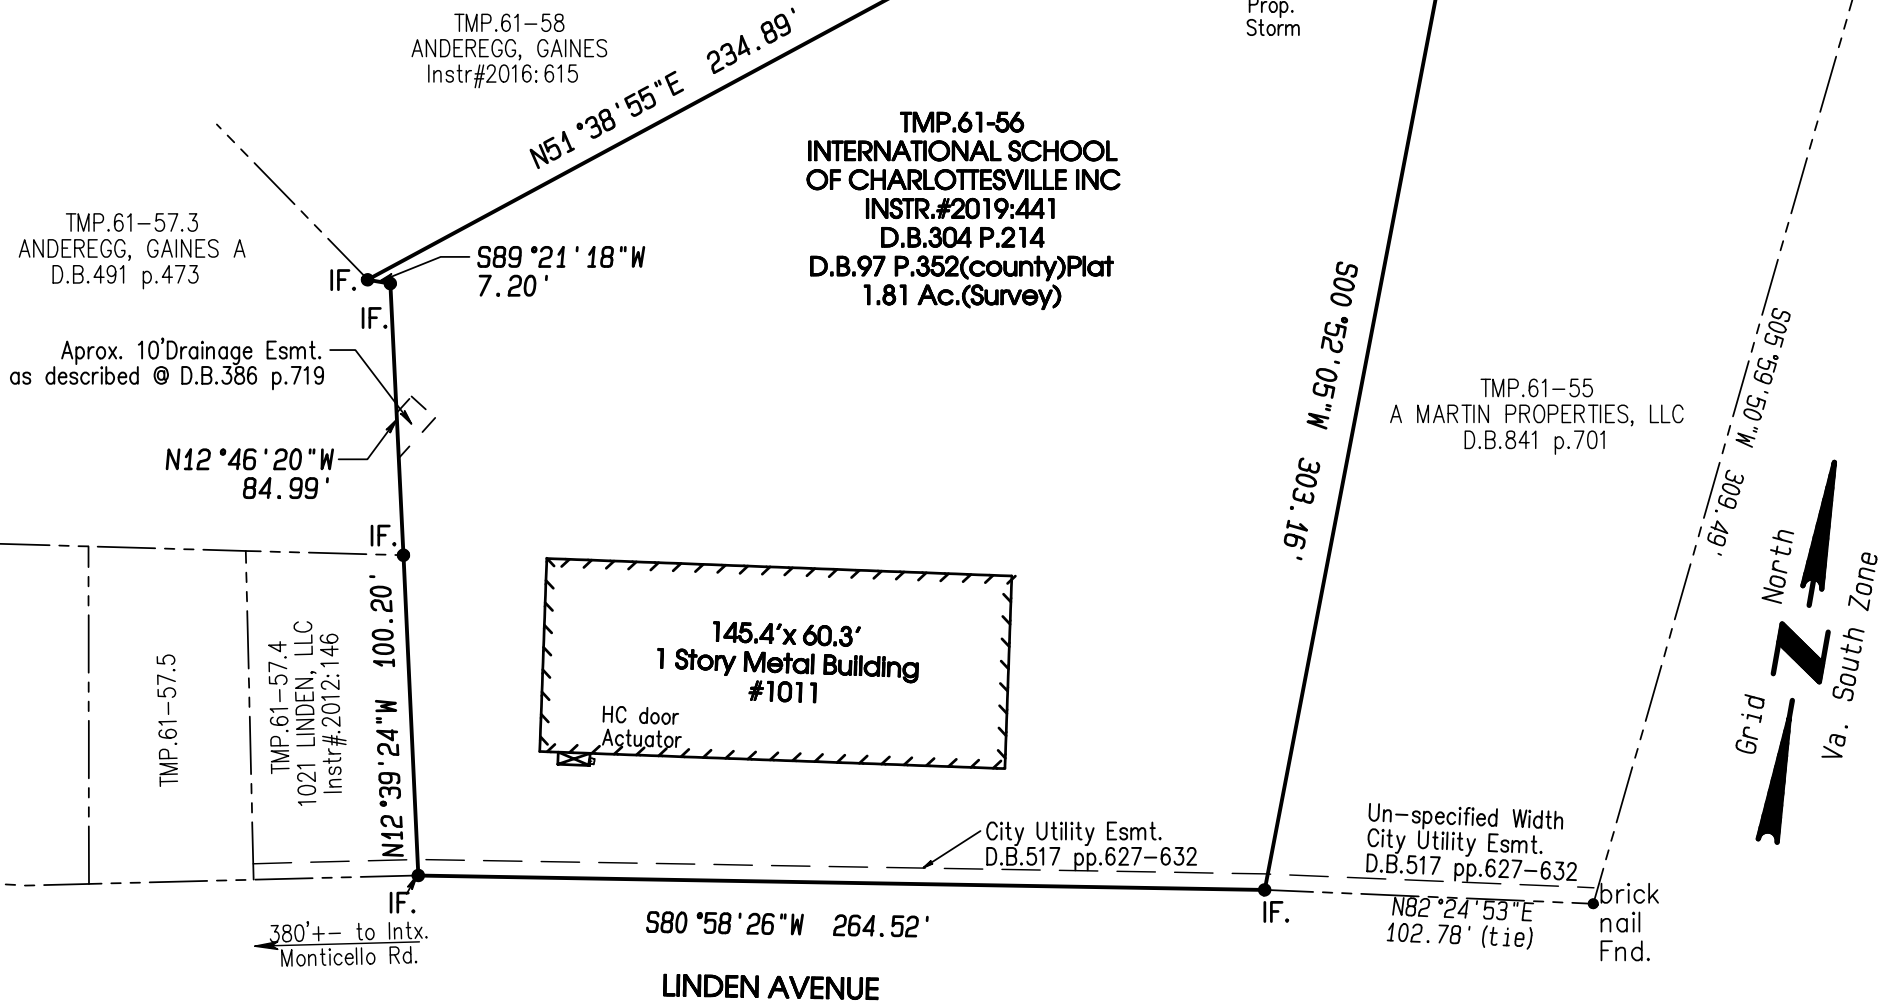 TMP.61-58
ANDEREGG, GAINES
Instr#2016:615
N51°38'55"E 234.89'
Prop.
Storm
TMP.61-56
INTERNATIONAL SCHOOL
OF CHARLOTTESVILLE INC
INSTR.#2019:441
D.B.304 P.214
D.B.97 P.352(county)Plat
1.81 Ac.(Survey)
TMP.61-57.3
ANDEREGG, GAINES A
D.B.491 p.473
IF.
S89°21'18"W
7.20'
IF.
Aprox. 10'Drainage Esmt.
as described @ D.B.386 p.719
N12°46'20"W
84.99'
S00°52'05"W 303.16'
TMP.61-55
A MARTIN PROPERTIES, LLC
D.B.841 p.701
S05°59'50"W 309.49'
IF.
TMP.61-57.5
TMP.61-57.4
1021 LINDEN, LLC
Instr#.2012:146
N12°39'24"W 100.20'
145.4'x 60.3'
1 Story Metal Building
#1011
HC door
Actuator
Grid North
N
Va. South Zone
City Utility Esmt.
D.B.517 pp.627-632
Un-specified Width
City Utility Esmt.
D.B.517 pp.627-632
IF.
IF.
brick
nail
Fnd.
N82°24'53"E
102.78'(tie)
S80°58'26"W 264.52'
380'+- to Intx.
Monticello Rd.
LINDEN AVENUE